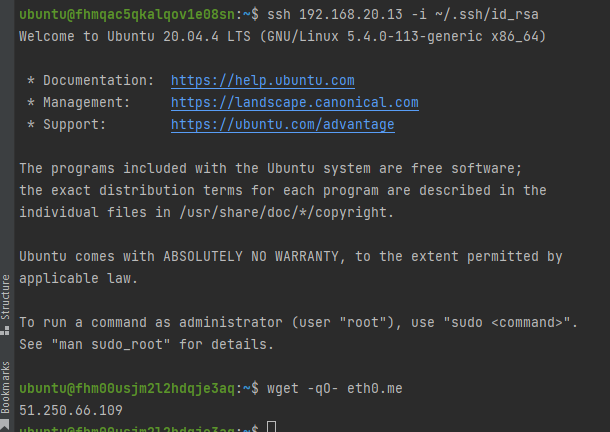 ubuntu@fhmqac5qkalqov1e08sn:~$ ssh 192.168.20.13 -i ~/.ssh/id_rsa
Welcome to Ubuntu 20.04.4 LTS (GNU/Linux 5.4.0-113-generic x86_64)
* Documentation: https://help.ubuntu.com
* Management: https://landscape.canonical.com
* Support: https://ubuntu.com/advantage
The programs included with the Ubuntu system are free software;
the exact distribution terms for each program are described in the
individual files in /usr/share/doc/*/copyright.
Ubuntu comes with ABSOLUTELY NO WARRANTY, to the extent permitted by
applicable law.
To run a command as administrator (user "root"), use "sudo <command>".
See "man sudo_root" for details.
ubuntu@fhm00usjm2l2hdqje3aq:~$ wget -qO- eth0.me
51.250.66.109
ubuntu@fhm00usjm2l2hdqje3aq:~$
Structure
Bookmarks